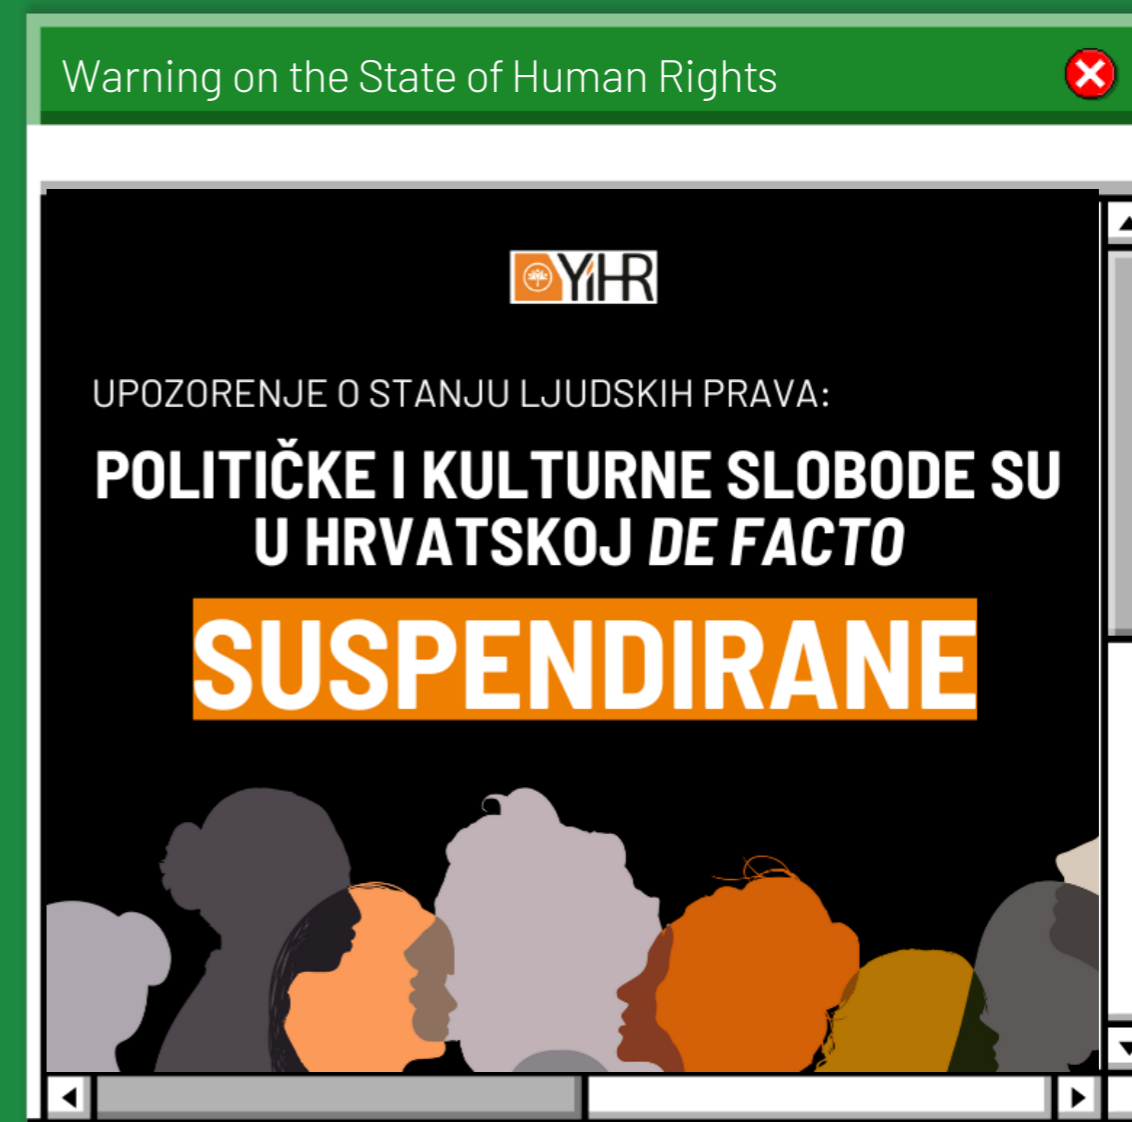 Warning on the State of Human Rights
YIHR
UPOZORENJE O STANJU LJUDSKIH PRAVA:
POLITIČKE I KULTURNE SLOBODE SU
U HRVATSKOJ DE FACTO
SUSPENDIRANE